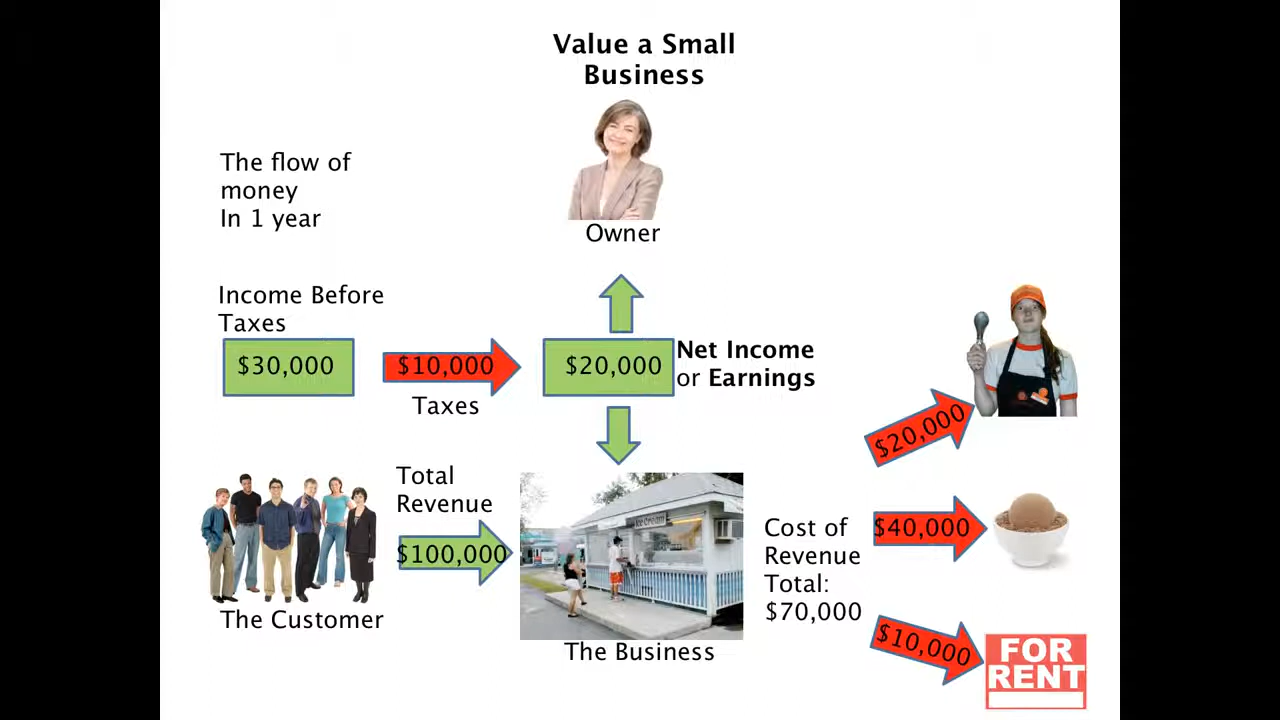 Value a Small
Business
The flow of
money
In 1 year
Owner
Income Before
Taxes
$30,000
$10,000
Taxes
$20,000
Net Income
or Earnings
Total
Revenue
$100,000
The Customer
Ice Cream
The Business
Cost of
Revenue
Total:
$70,000
$20,000
$40,000
$10,000
FOR
RENT